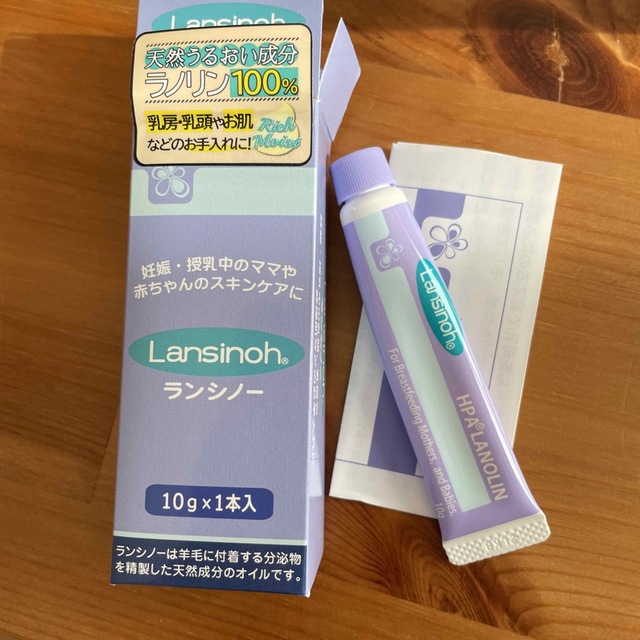 Lansinoh®
天然うるおい成分
ラノリン100%
乳房・乳頭やお肌
などのお手入れに!
Rich
Moist
妊娠・授乳中のママや
赤ちゃんのスキンケアに
Lansinoh®
ランシノー
10g×1本入
ランシノーは羊毛に付着する分泌物
を精製した天然成分のオイルです。
Lansinoh®
HPA® LANOLIN
For Breastfeeding Mothers, and Babies.
10g